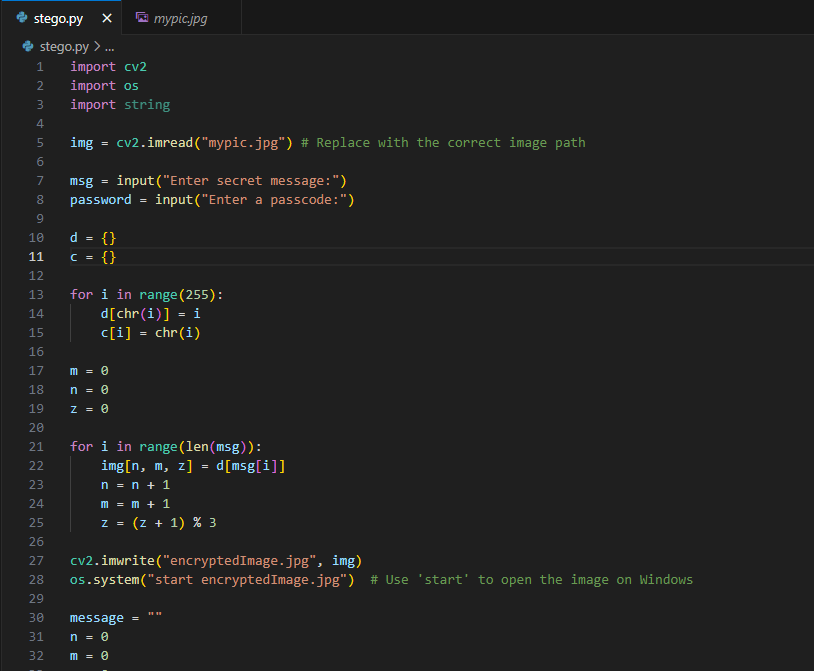 stego.py × mypic.jpg
stego.py > ...
1 import cv2
2 import os
3 import string
4
5 img = cv2.imread("mypic.jpg") # Replace with the correct image path
6
7 msg = input("Enter secret message:")
8 password = input("Enter a passcode:")
9
10 d = {}
11 c = {}
12
13 for i in range(255):
14     d[chr(i)] = i
15     c[i] = chr(i)
16
17 m = 0
18 n = 0
19 z = 0
20
21 for i in range(len(msg)):
22     img[n, m, z] = d[msg[i]]
23     n = n + 1
24     m = m + 1
25     z = (z + 1) % 3
26
27 cv2.imwrite("encryptedImage.jpg", img)
28 os.system("start encryptedImage.jpg")  # Use 'start' to open the image on Windows
29
30 message = ""
31 n = 0
32 m = 0